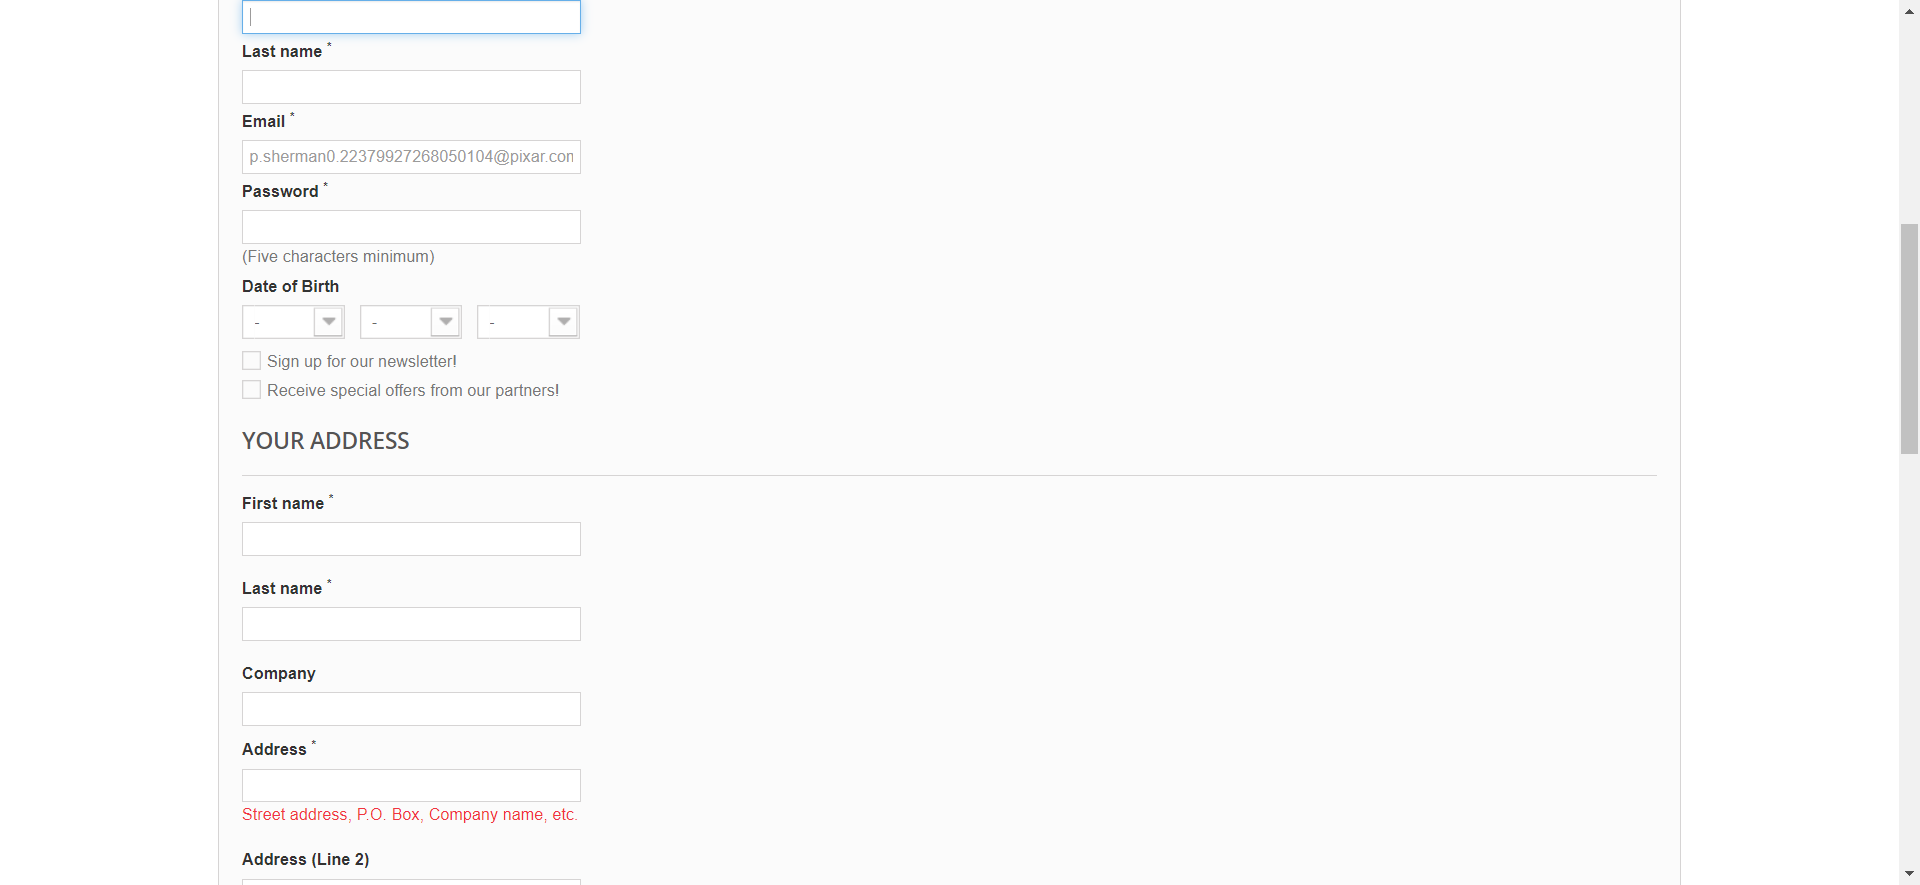 Last name *
Email *
p.sherman0.22379927268050104@pixar.con
Password *
(Five characters minimum)
Date of Birth
- - -
Sign up for our newsletter!
Receive special offers from our partners!
YOUR ADDRESS
First name *
Last name *
Company
Address *
Street address, P.O. Box, Company name, etc.
Address (Line 2)